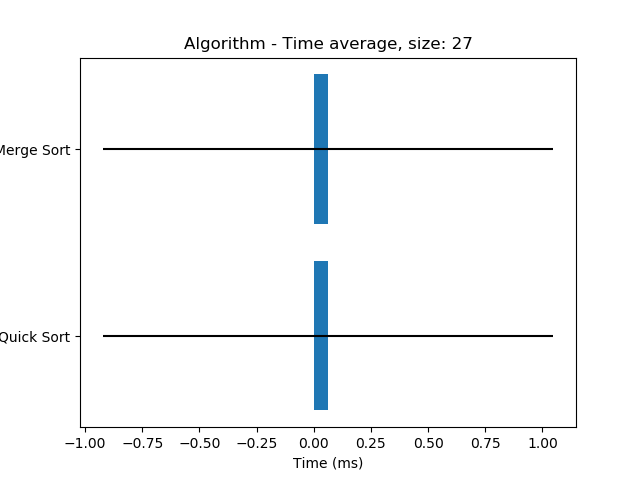 Algorithm - Time average, size: 27
Merge Sort
Quick Sort
−1.00 −0.75 −0.50 −0.25 0.00 0.25 0.50 0.75 1.00
Time (ms)